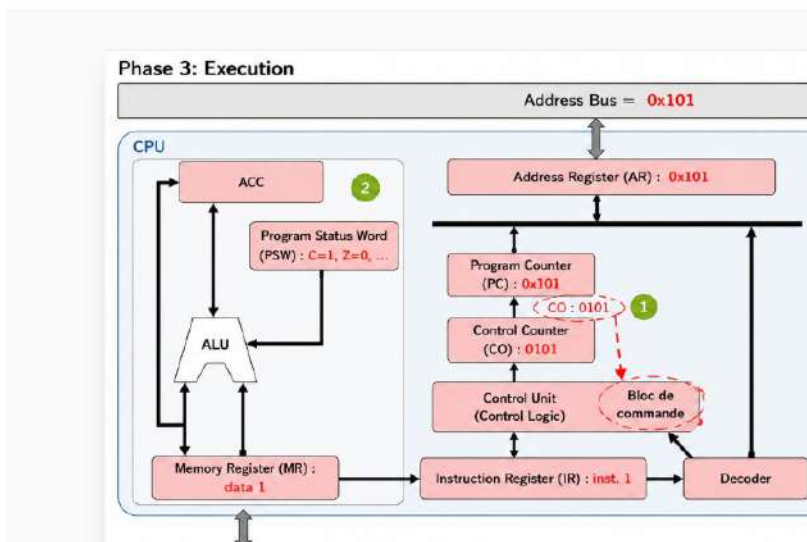 Phase 3: Execution
Address Bus = 0x101
CPU
ACC
2
Address Register (AR) : 0x101
Program Status Word
(PSW) : C=1, Z=0, ...
Program Counter
(PC) : 0x101
CO : 0101
1
ALU
Control Counter
(CO) : 0101
Control Unit
(Control Logic)
Bloc de
commande
Memory Register (MR) :
data 1
Instruction Register (IR) : inst, 1
Decoder